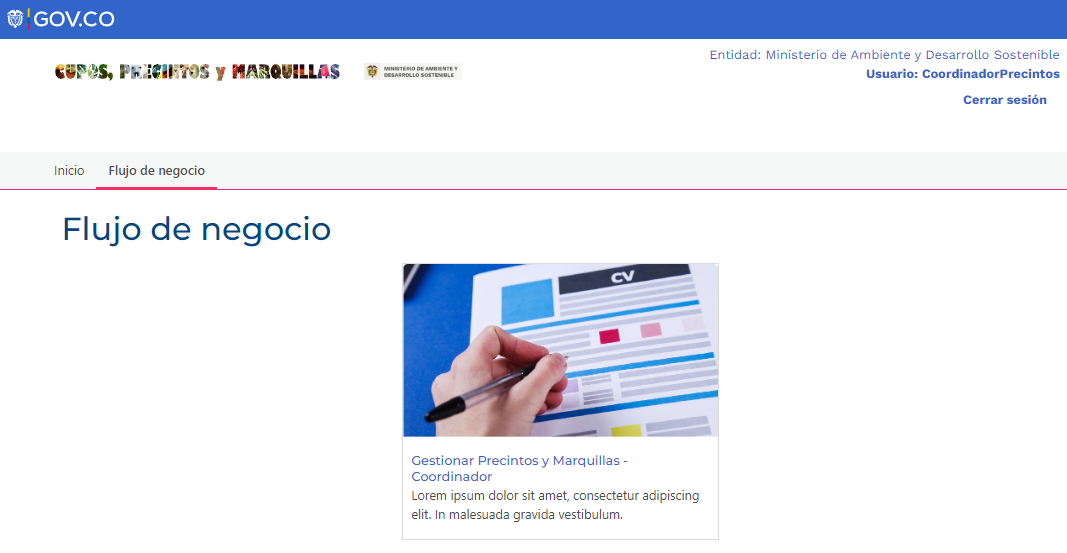 GOV.CO
CUPOS, PRECINTOS y MARQUILLAS
MINISTERIO DE AMBIENTE Y
DESARROLLO SOSTENIBLE
Entidad: Ministerio de Ambiente y Desarrollo Sostenible
Usuario: CoordinadorPrecintos
Cerrar sesión
Inicio
Flujo de negocio
Flujo de negocio
CV
Gestionar Precintos y Marquillas -
Coordinador
Lorem ipsum dolor sit amet, consectetur adipiscing
elit. In malesuada gravida vestibulum.